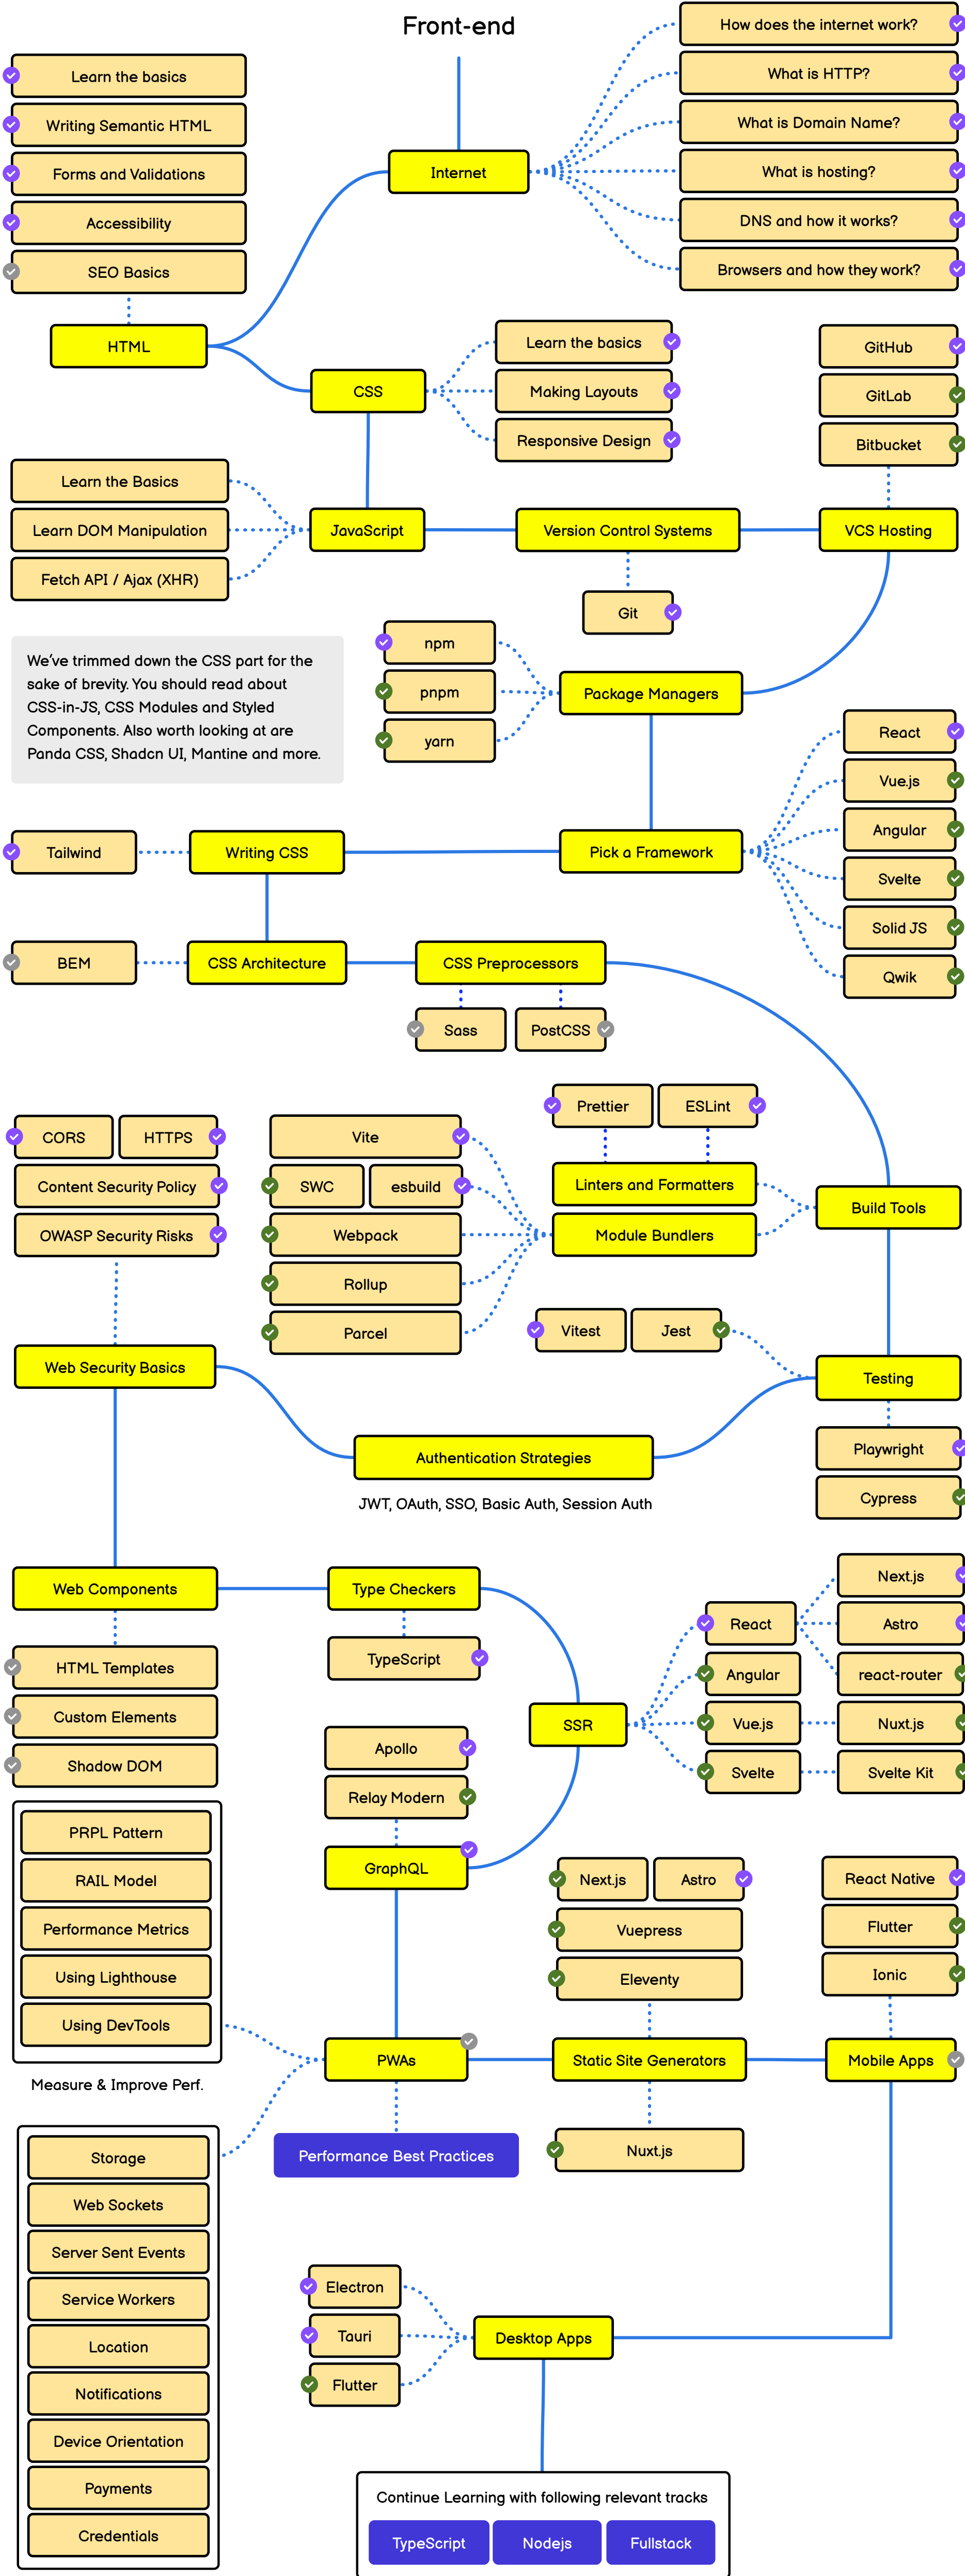 Front-end
How does the internet work?
What is HTTP?
What is Domain Name?
What is hosting?
DNS and how it works?
Browsers and how they work?
Internet
Learn the basics
Writing Semantic HTML
Forms and Validations
Accessibility
SEO Basics
HTML
CSS
Learn the basics
Making Layouts
Responsive Design
GitHub
GitLab
Bitbucket
Learn the Basics
Learn DOM Manipulation
Fetch API / Ajax (XHR)
JavaScript
Version Control Systems
VCS Hosting
Git
We've trimmed down the CSS part for the
sake of brevity. You should read about
CSS-in-JS, CSS Modules and Styled
Components. Also worth looking at are
Panda CSS, Shadcn UI, Mantine and more.
npm
pnpm
yarn
Package Managers
React
Vue.js
Angular
Svelte
Solid JS
Qwik
Tailwind
Writing CSS
Pick a Framework
BEM
CSS Architecture
CSS Preprocessors
Sass
PostCSS
Prettier
ESLint
Linters and Formatters
Module Bundlers
Build Tools
CORS
HTTPS
Content Security Policy
OWASP Security Risks
Vite
SWC
esbuild
Webpack
Rollup
Parcel
Vitest
Jest
Web Security Basics
Testing
Authentication Strategies
JWT, OAuth, SSO, Basic Auth, Session Auth
Playwright
Cypress
Web Components
Type Checkers
TypeScript
HTML Templates
Custom Elements
Shadow DOM
SSR
React
Angular
Vue.js
Svelte
Next.js
Astro
react-router
Nuxt.js
Svelte Kit
Apollo
Relay Modern
GraphQL
PRPL Pattern
RAIL Model
Performance Metrics
Using Lighthouse
Using DevTools
Measure & Improve Perf.
Next.js
Astro
Vuepress
Eleventy
React Native
Flutter
Ionic
PWAs
Static Site Generators
Mobile Apps
Performance Best Practices
Nuxt.js
Storage
Web Sockets
Server Sent Events
Service Workers
Location
Notifications
Device Orientation
Payments
Credentials
Electron
Tauri
Flutter
Desktop Apps
Continue Learning with following relevant tracks
TypeScript
Nodejs
Fullstack